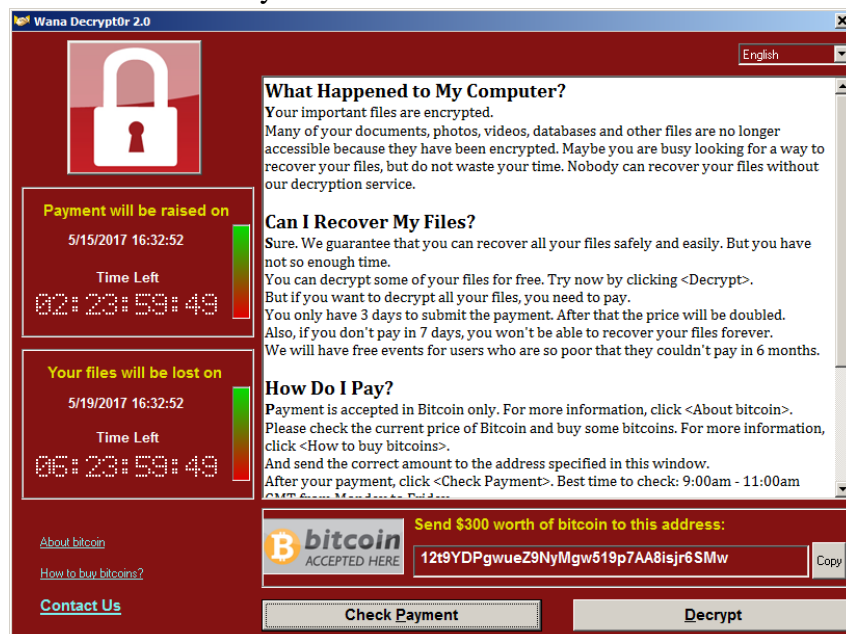 Wana Decrypt0r 2.0
English
Payment will be raised on
5/15/2017 16:32:52
Time Left
02:23:59:49
Your files will be lost on
5/19/2017 16:32:52
Time Left
06:23:59:49
About bitcoin
How to buy bitcoins?
Contact Us
What Happened to My Computer?
Your important files are encrypted.
Many of your documents, photos, videos, databases and other files are no longer
accessible because they have been encrypted. Maybe you are busy looking for a way to
recover your files, but do not waste your time. Nobody can recover your files without
our decryption service.
Can I Recover My Files?
Sure. We guarantee that you can recover all your files safely and easily. But you have
not so enough time.
You can decrypt some of your files for free. Try now by clicking <Decrypt>.
But if you want to decrypt all your files, you need to pay.
You only have 3 days to submit the payment. After that the price will be doubled.
Also, if you don't pay in 7 days, you won't be able to recover your files forever.
We will have free events for users who are so poor that they couldn't pay in 6 months.
How Do I Pay?
Payment is accepted in Bitcoin only. For more information, click <About bitcoin>.
Please check the current price of Bitcoin and buy some bitcoins. For more information,
click <How to buy bitcoins>.
And send the correct amount to the address specified in this window.
After your payment, click <Check Payment>. Best time to check: 9:00am - 11:00am
GMT from Monday to Friday
bitcoin
ACCEPTED HERE
Send $300 worth of bitcoin to this address:
12t9YDPgwueZ9NyMgw519p7AA8isjr6SMw
Copy
Check Payment
Decrypt